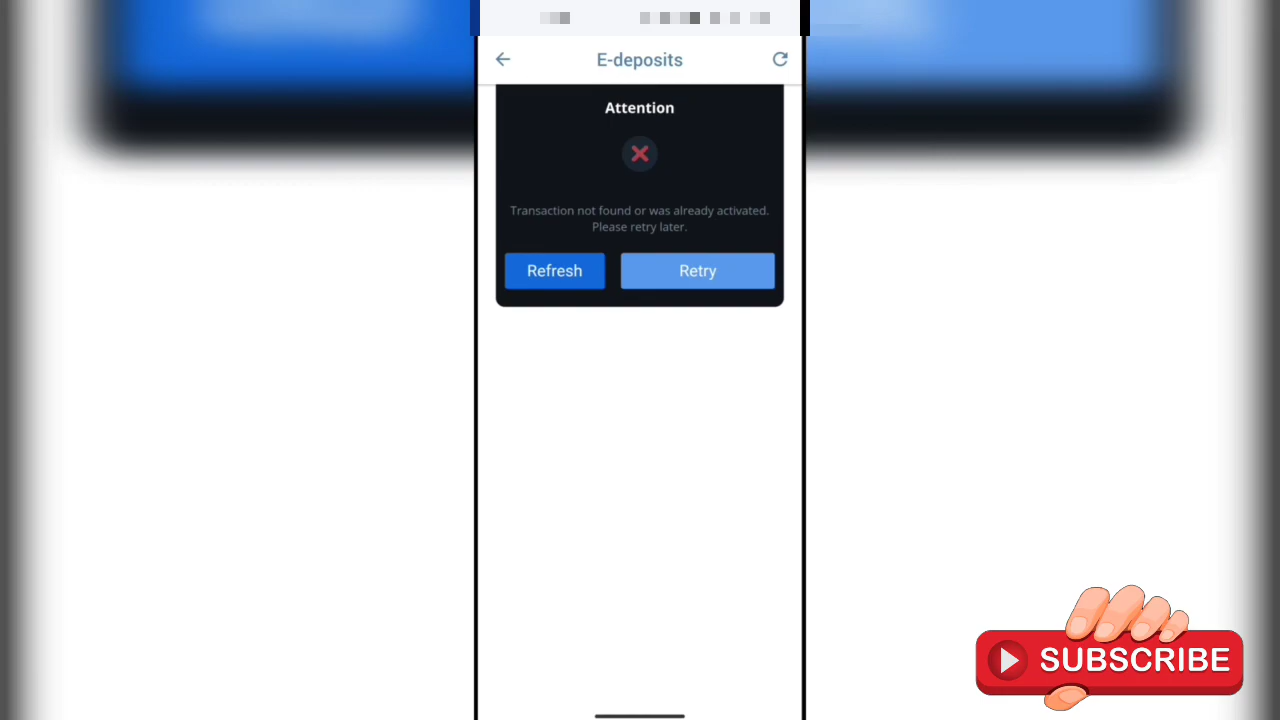 E-deposits
Attention
Transaction not found or was already activated.
Please retry later.
Refresh
Retry
SUBSCRIBE